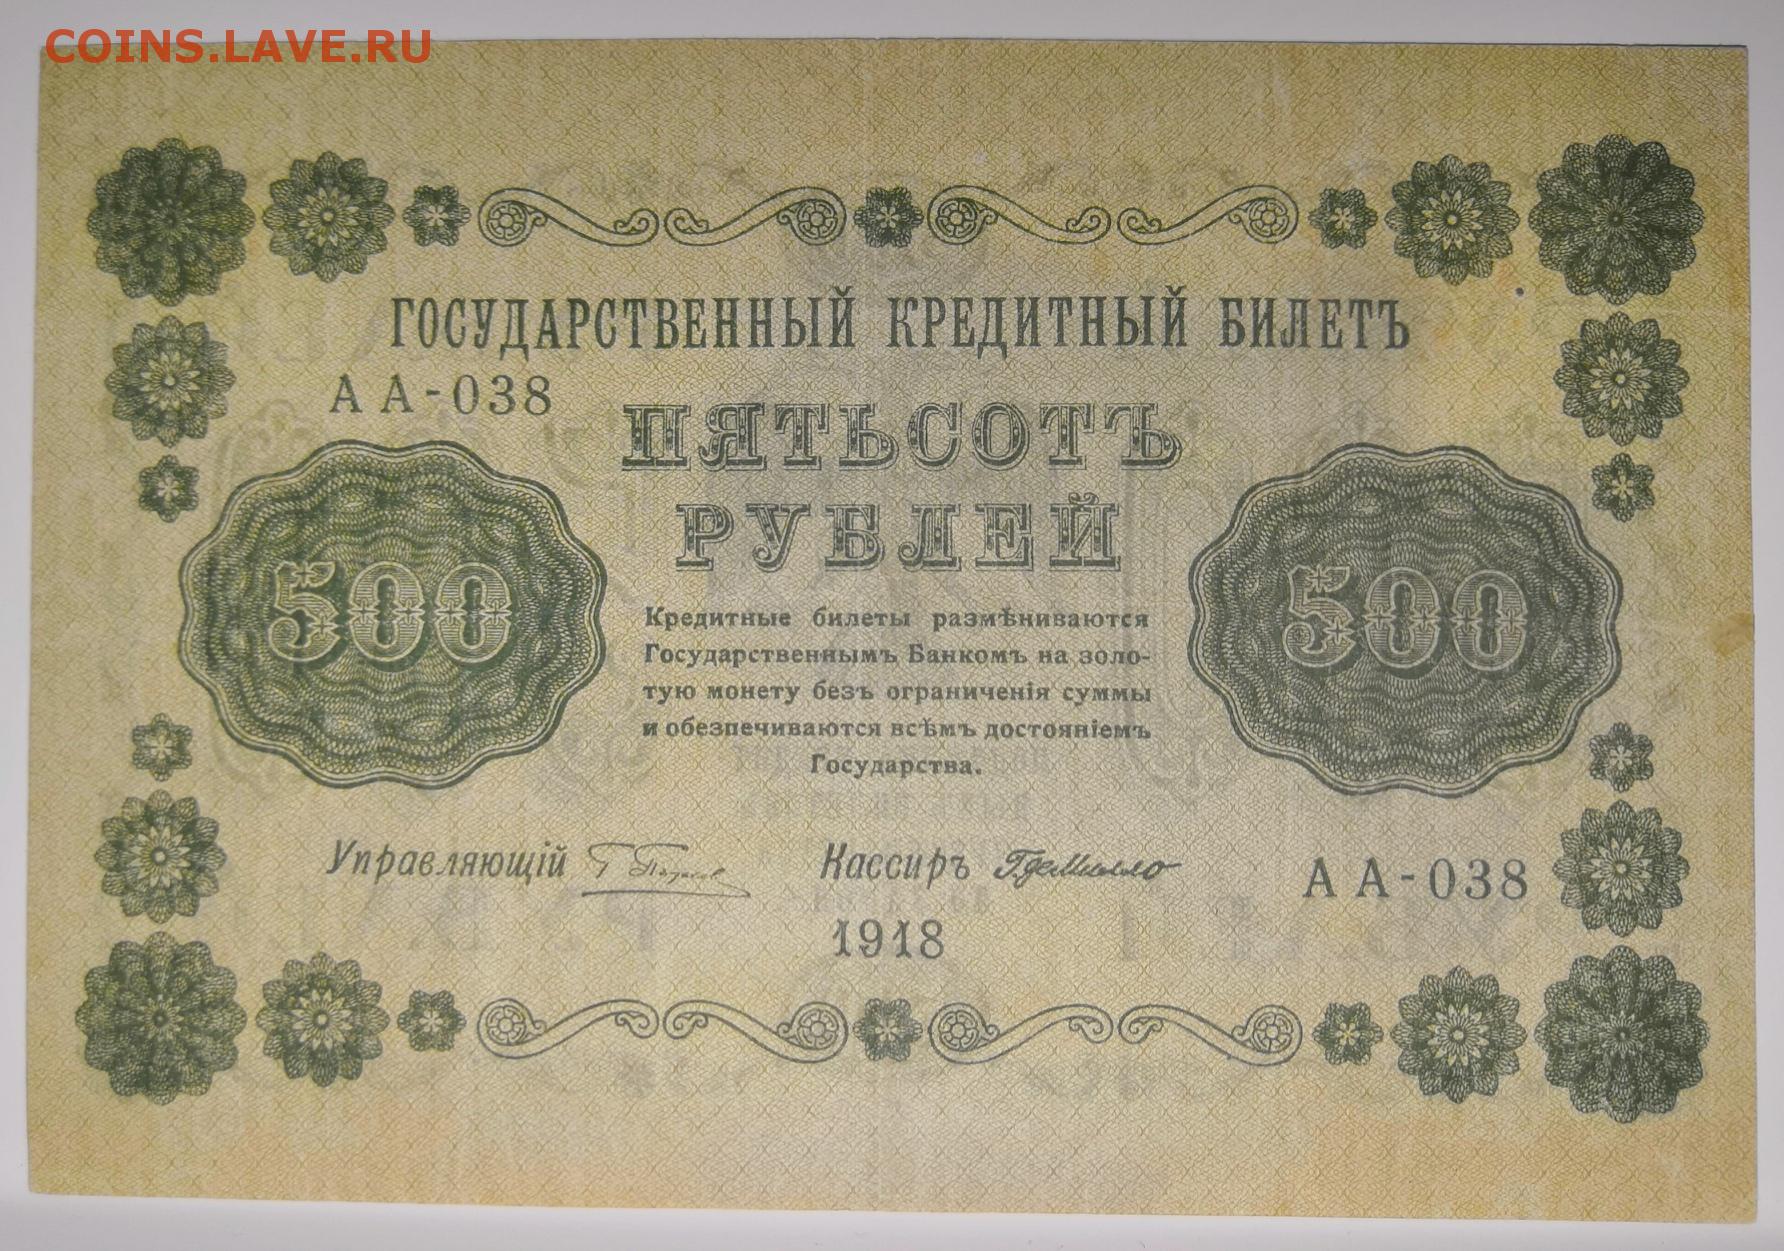 COINS.LAVE.RU
ГОСУДАРСТВЕННЫЙ КРЕДИТНЫЙ БИЛЕТЪ
АА-038
ПЯТЬСОТЪ
РУБЛЕЙ
500
500
Кредитные билеты размѣниваются
Государственнымъ Банкомъ на золо-
тую монету безъ ограниченія суммы
и обезпечиваются всѣмъ достояніемъ
Государства.
Управляющій
Кассиръ
АА-038
1918